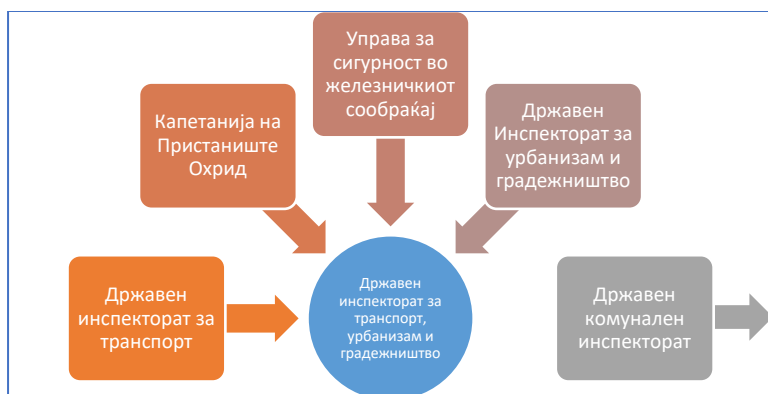 Управа за
сигурност во
железничкиот
сообраќај
Капетанија на
Пристаниште
Охрид
Државен
Инспекторат за
урбанизам и
градежништво
Државен
инспекторат за
транспорт
Државен
инспекторат за
транспорт,
урбанизам и
градежништво
Државен
комунален
инспекторат